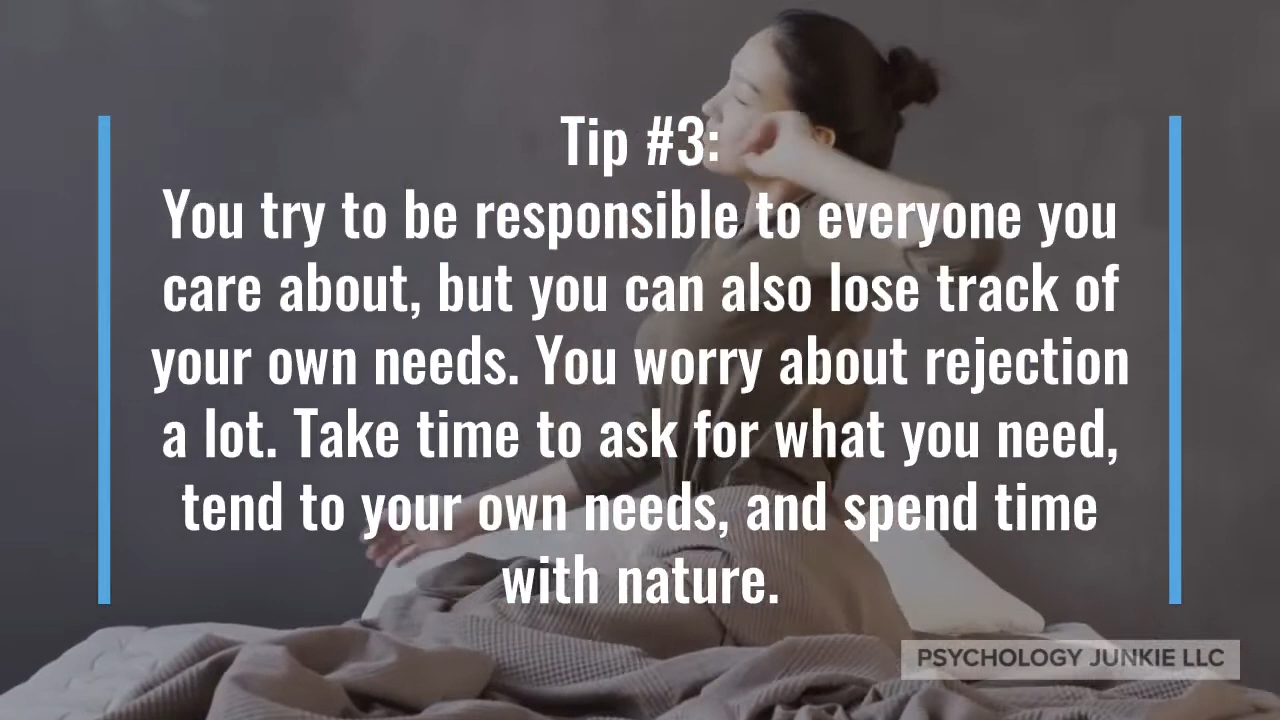 Tip #3:
You try to be responsible to everyone you
care about, but you can also lose track of
your own needs. You worry about rejection
a lot. Take time to ask for what you need,
tend to your own needs, and spend time
with nature.
PSYCHOLOGY JUNKIE LLC